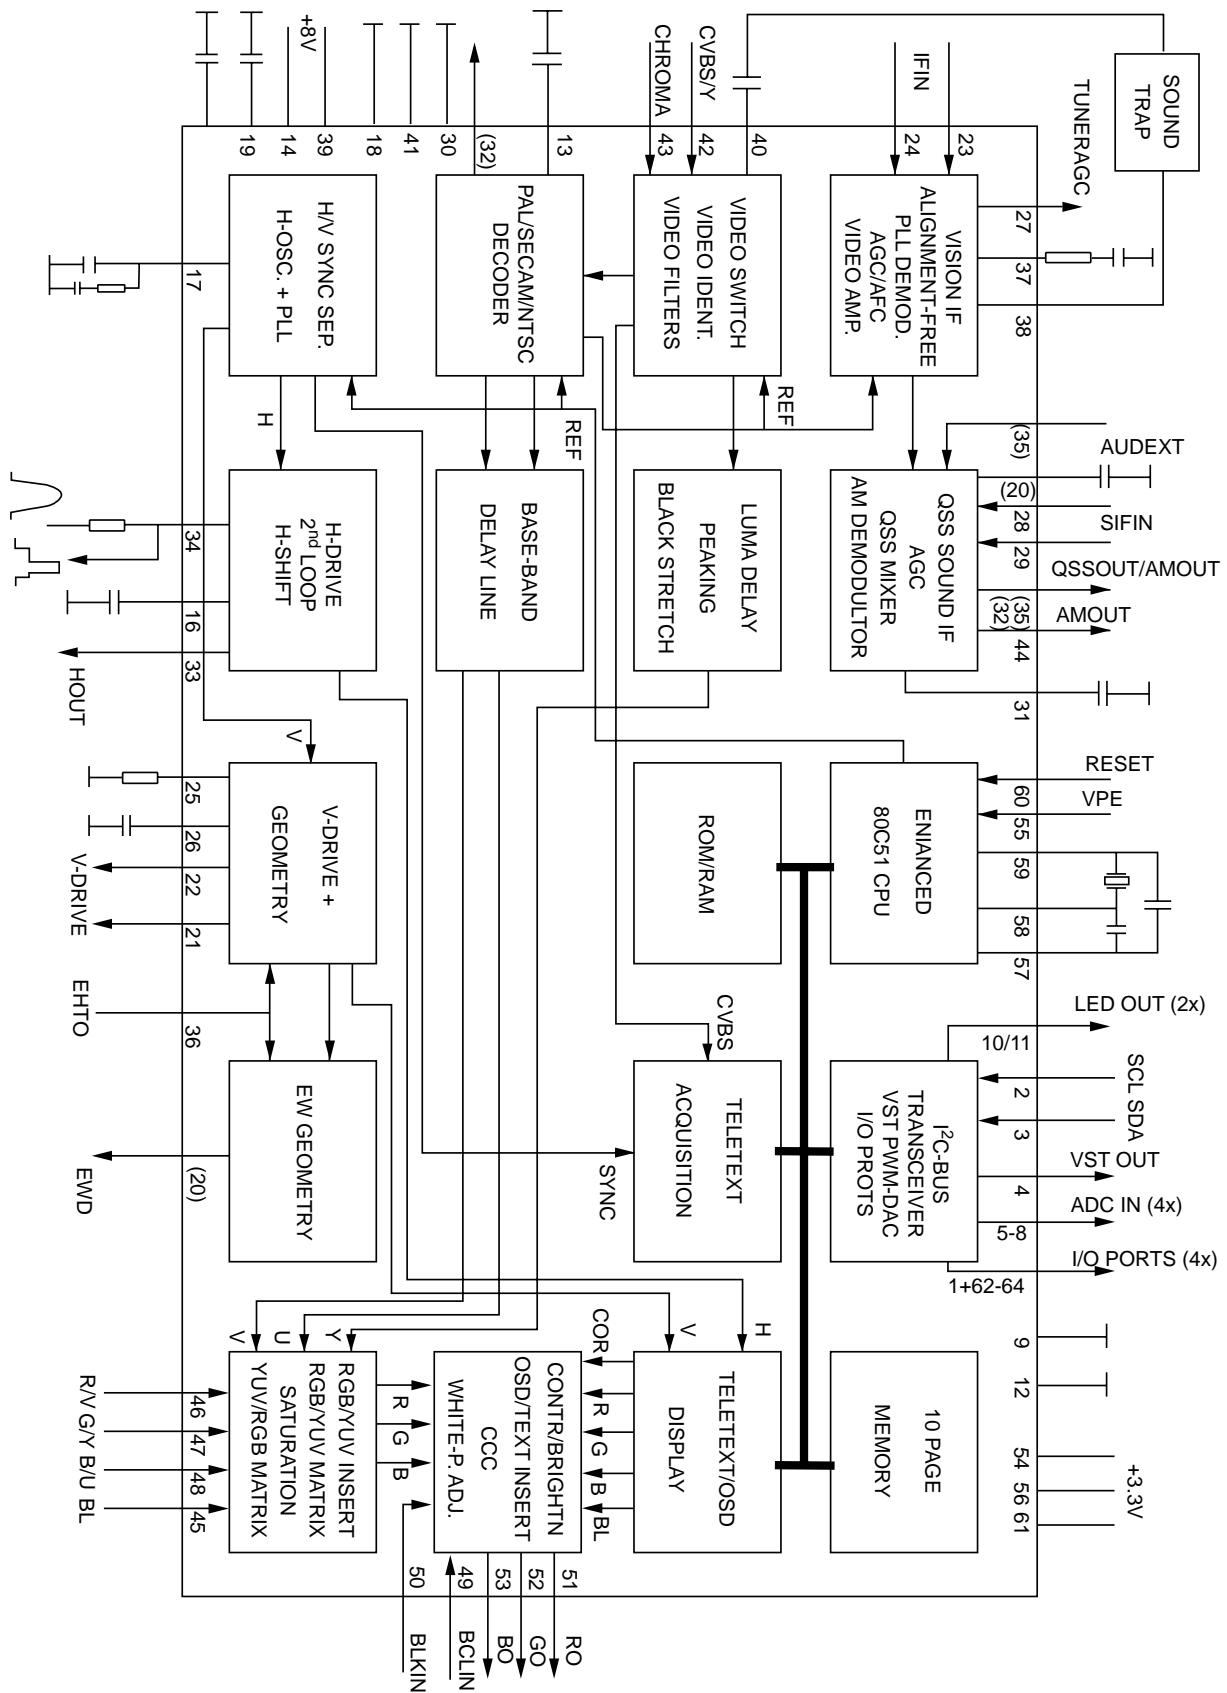 +8V
CHROMA
CVBS/Y
IFIN
SOUND
TRAP
TUNERAGC
19
14
39
18
41
30
(32)
13
43
42
40
24
23
27
37
38
H/V SYNC SEP.
H-OSC. + PLL
PAL/SECAM/NTSC
DECODER
VIDEO SWITCH
VIDEO IDENT.
VIDEO FILTERS
VISION IF
ALIGNMENT-FREE
PLL DEMOD.
AGC/AFC
VIDEO AMP.
17
H
REF
REF
(35)
AUDEXT
(20)
28
SIFIN
29
QSSOUT/AMOUT
(35)
(32)
AMOUT
44
31
H-DRIVE
2nd LOOP
H-SHIFT
BASE-BAND
DELAY LINE
LUMA DELAY
PEAKING
BLACK STRETCH
QSS SOUND IF
AGC
QSS MIXER
AM DEMODULTOR
34
16
33
HOUT
V
25
26
22
21
V-DRIVE
V-DRIVE +
GEOMETRY
ROM/RAM
ENIANCED
80C51 CPU
RESET
60
VPE
55
59
58
57
EHTO
36
CVBS
LED OUT (2x)
10/11
SCL SDA
2
3
VST OUT
4
ADC IN (4x)
5-8
I/O PORTS (4x)
1+62-64
EW GEOMETRY
TELETEXT
ACQUISITION
I2C-BUS
TRANSCEIVER
VST PWM-DAC
I/O PROTS
EWD
(20)
SYNC
V
U
Y
COR
V
H
9
12
54
56
61
+3.3V
R/V G/Y B/U BL
46
47
48
45
RGB/YUV INSERT
RGB/YUV MATRIX
SATURATION
YUV/RGB MATRIX
R
G
B
CONTR/BRIGHTN
OSD/TEXT INSERT
CCC
WHITE-P. ADJ.
R
G
B
BL
TELETEXT/OSD
DISPLAY
10 PAGE
MEMORY
50
49
53
52
51
BLKIN
BCLIN
BO
GO
RO